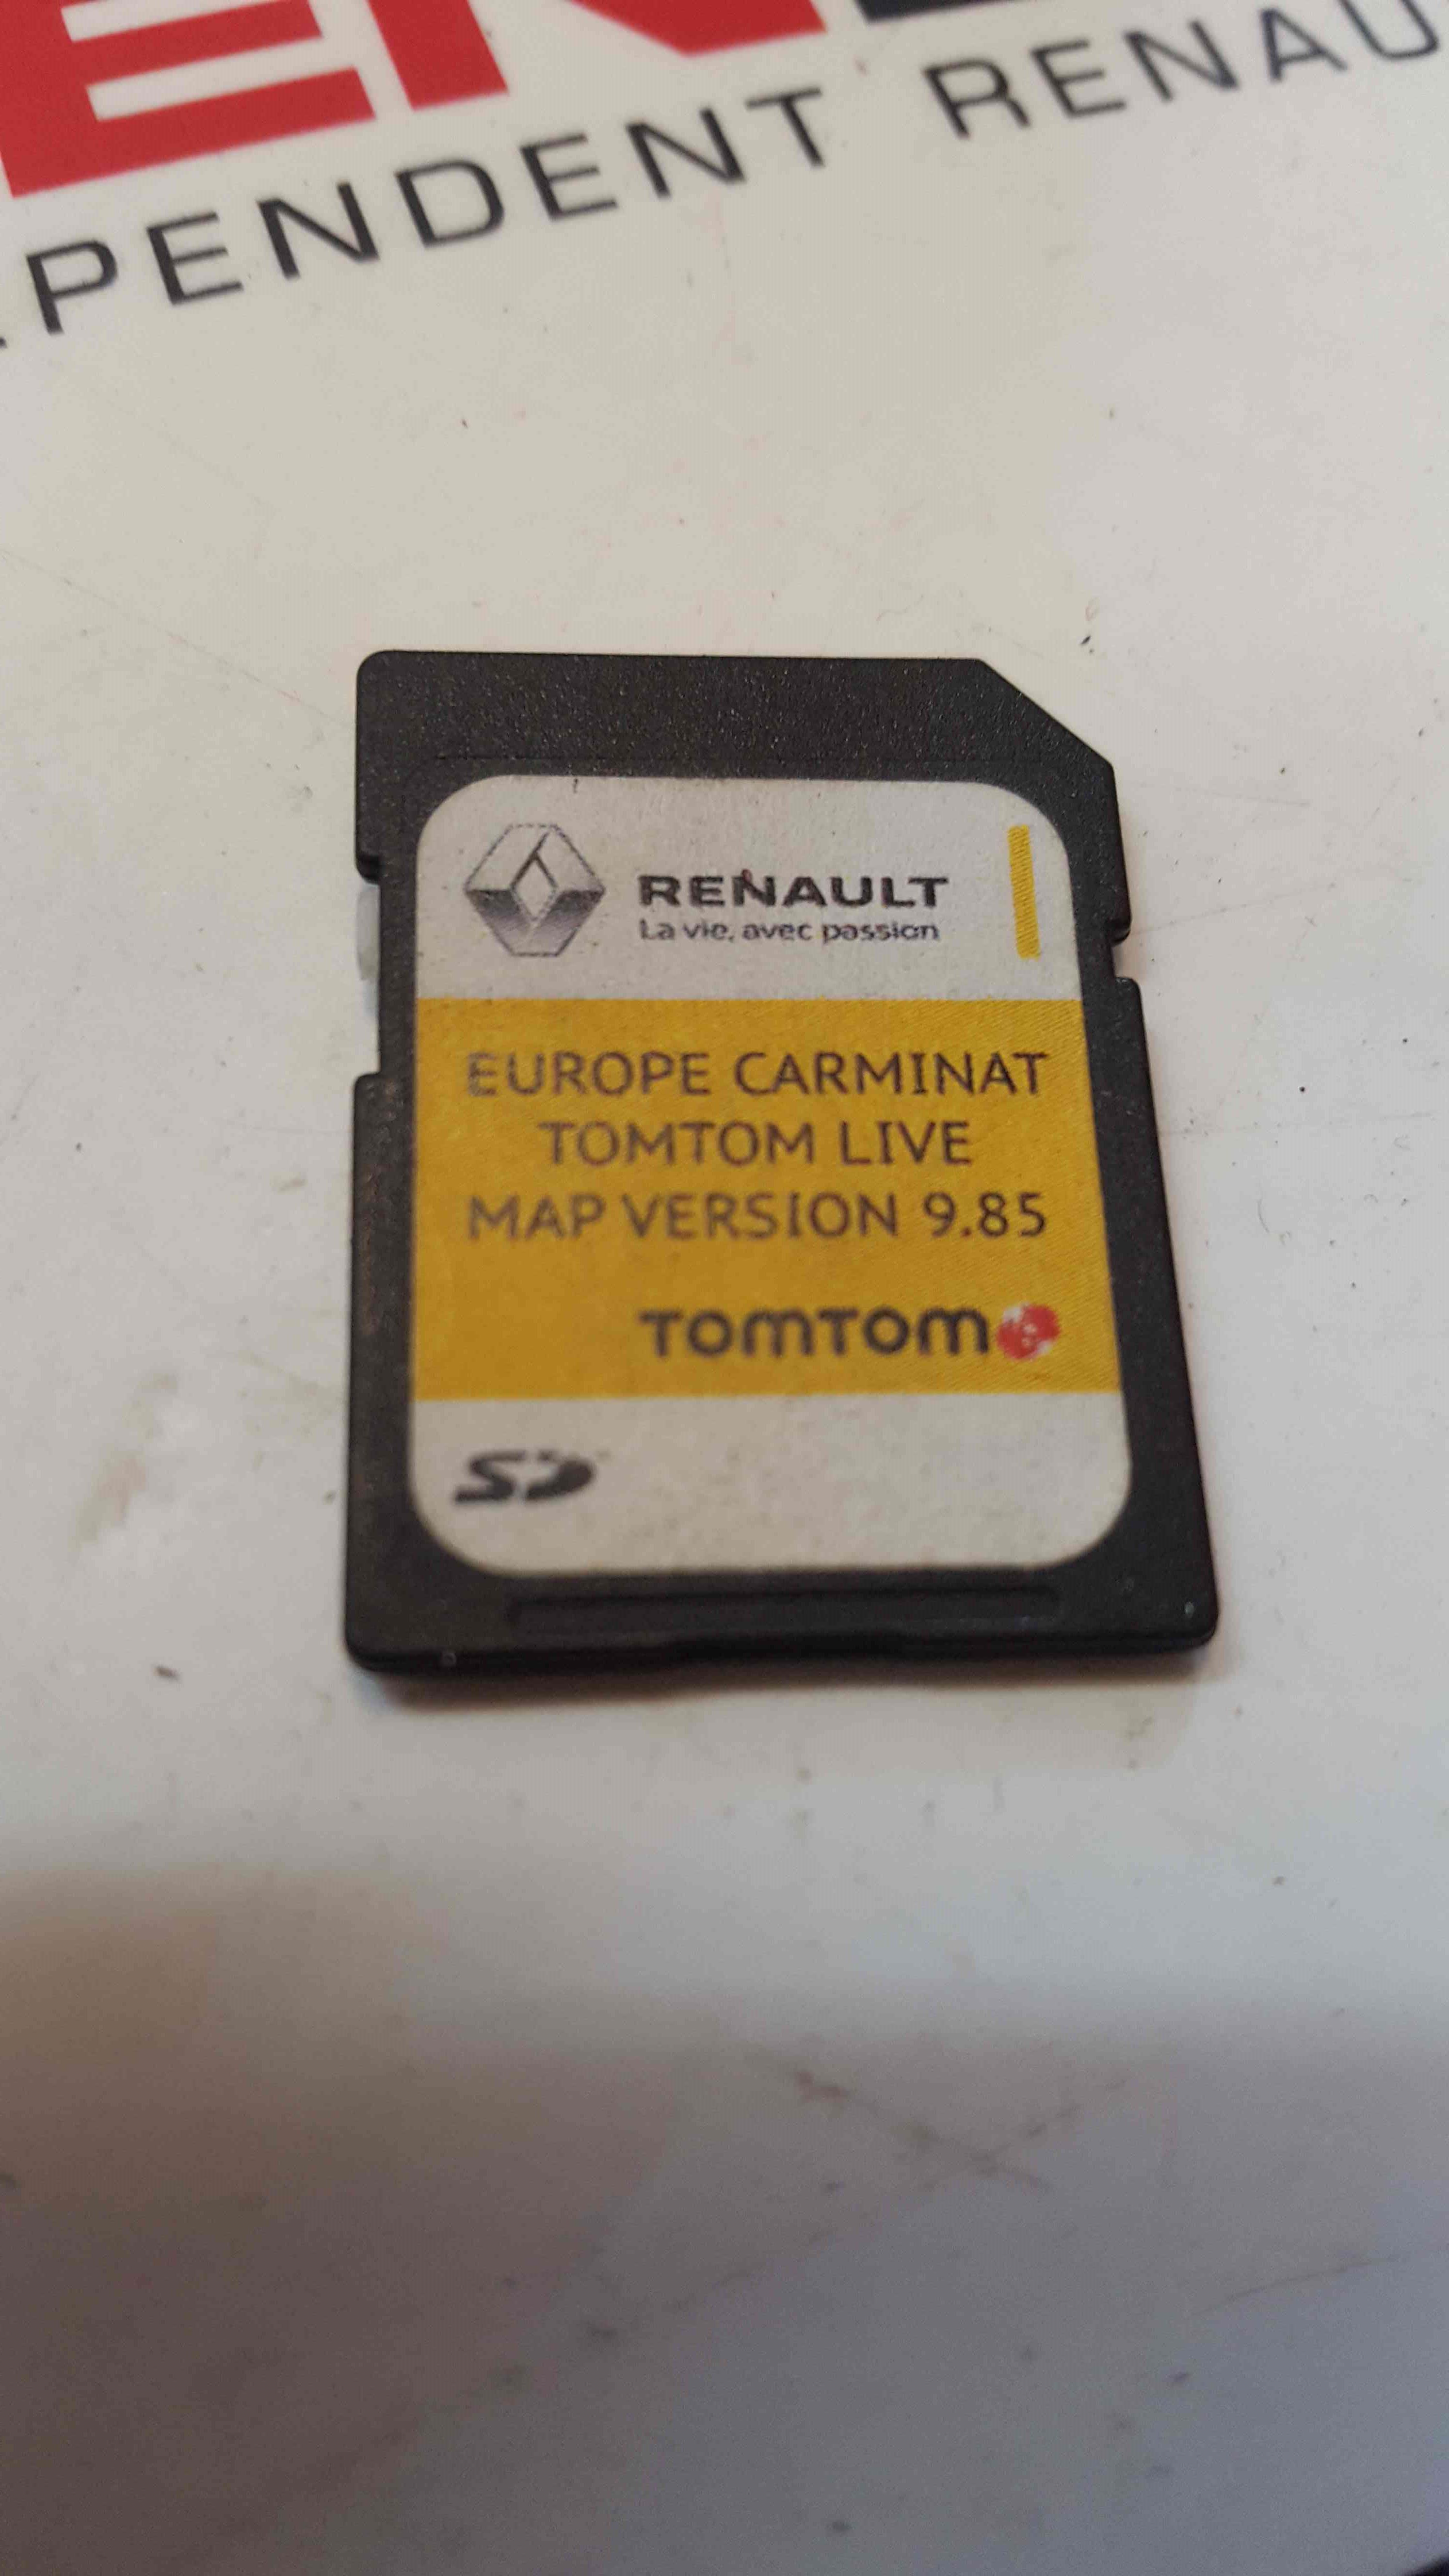 PENDENT RENAU
RENAULT
La vie, avec passion
EUROPE CARMINAT
TOMTOM LIVE
MAP VERSION 9.85
TOMTOM
SD